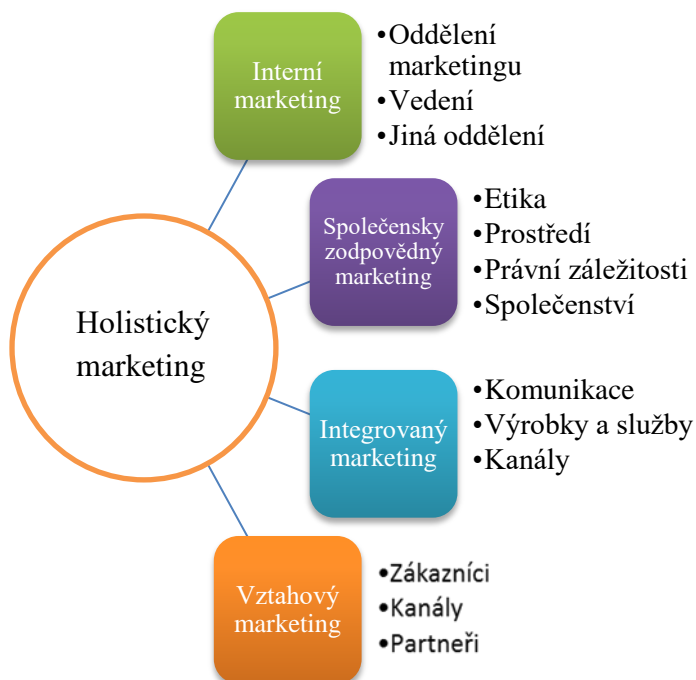 Holistický
marketing
Interní
marketing
•Oddělení
marketingu
•Vedení
•Jiná oddělení
Společensky
zodpovědný
marketing
•Etika
•Prostředí
•Právní záležitosti
•Společenství
Integrovaný
marketing
•Komunikace
•Výrobky a služby
•Kanály
Vztahový
marketing
•Zákazníci
•Kanály
•Partneři